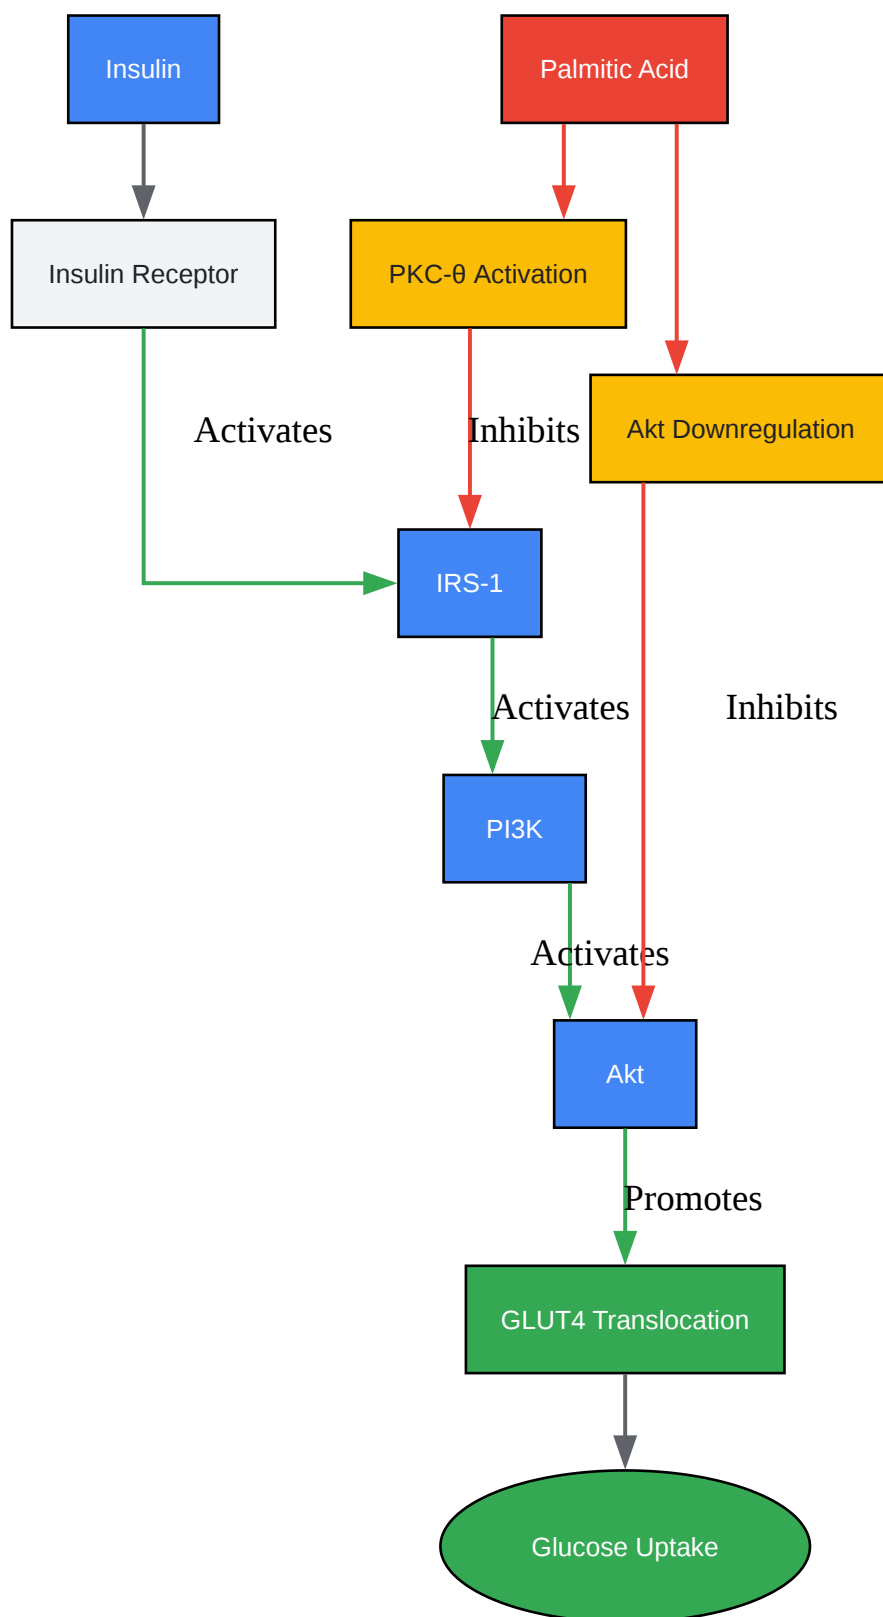 Insulin
Palmitic Acid
Insulin Receptor
PKC-θ Activation
Activates
Inhibits
Akt Downregulation
IRS-1
Activates
Inhibits
PI3K
Activates
Akt
Promotes
GLUT4 Translocation
Glucose Uptake